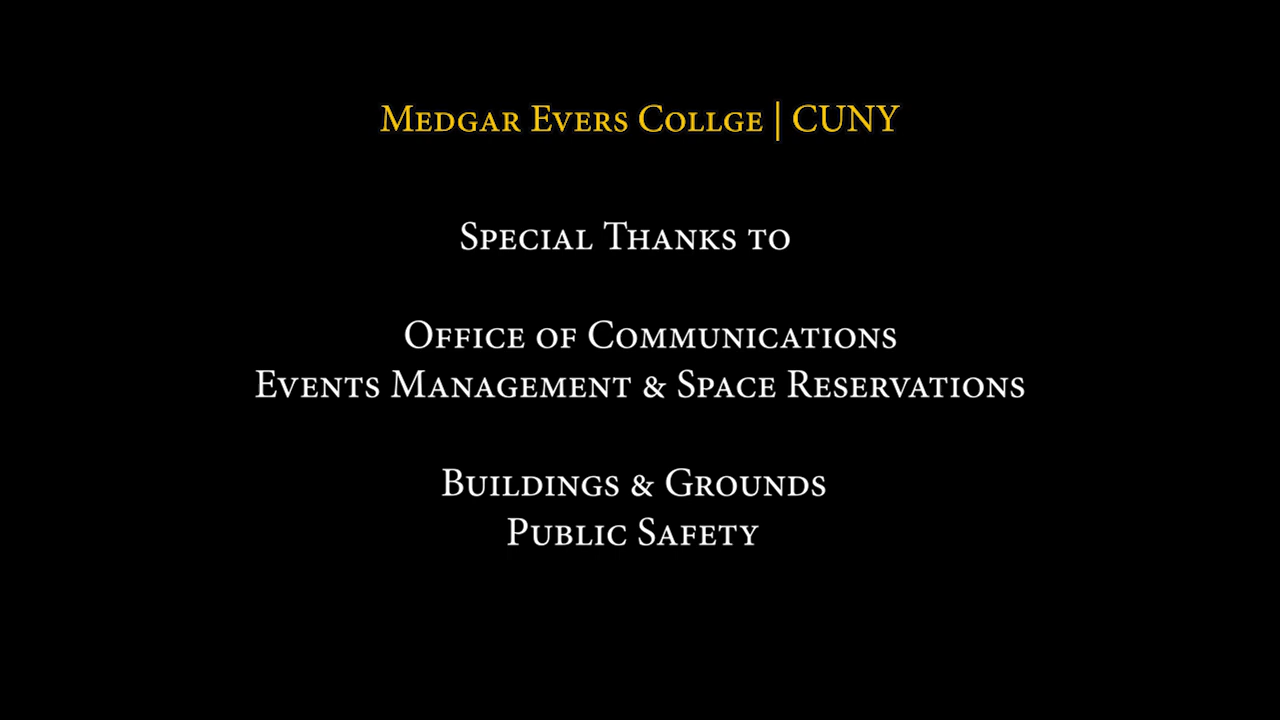 Medgar Evers Collge | CUNY
Special Thanks to
Office of Communications
Events Management & Space Reservations
Buildings & Grounds
Public Safety